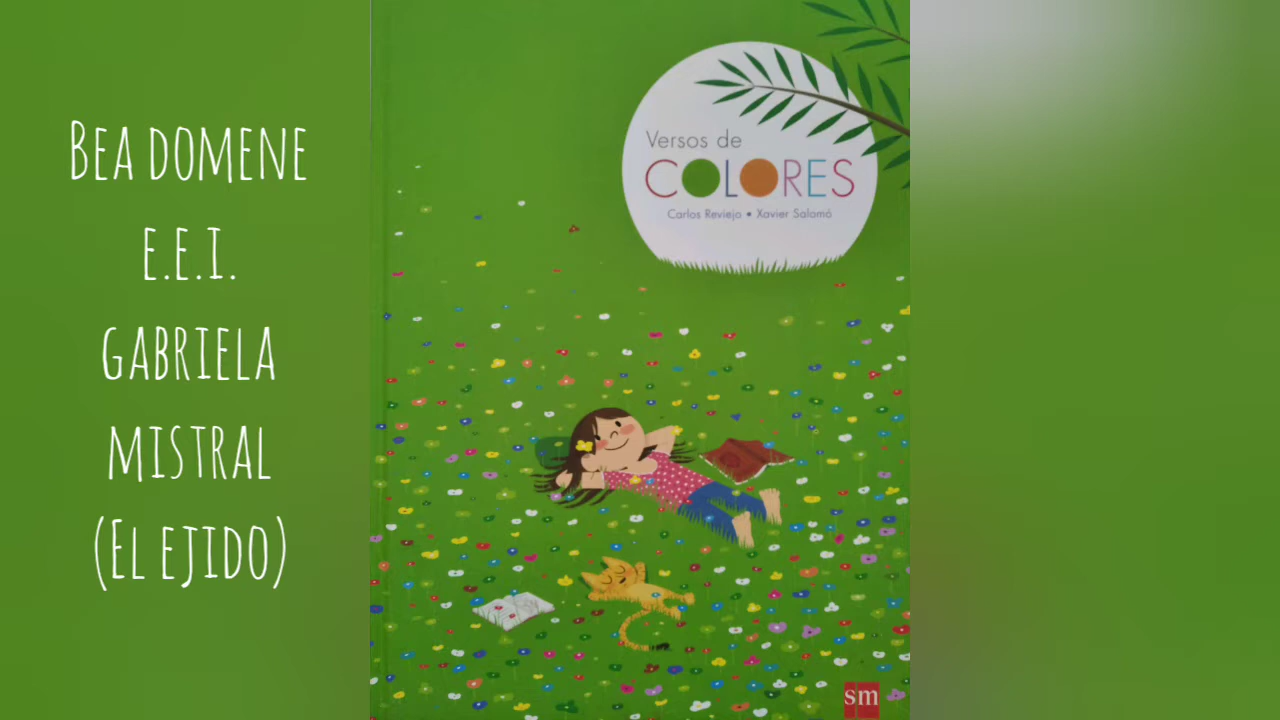 BEA DOMENE
E.E.I.
GABRIELA
MISTRAL
(EL EJIDO)
Versos de
COLORES
Carlos Reviejo • Xavier Salomó
sm